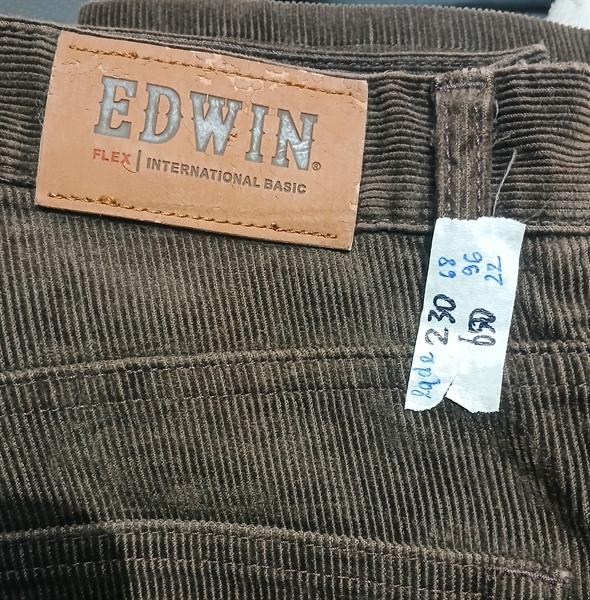 EDWIN®
FLEX | INTERNATIONAL BASIC
230 68
96
22